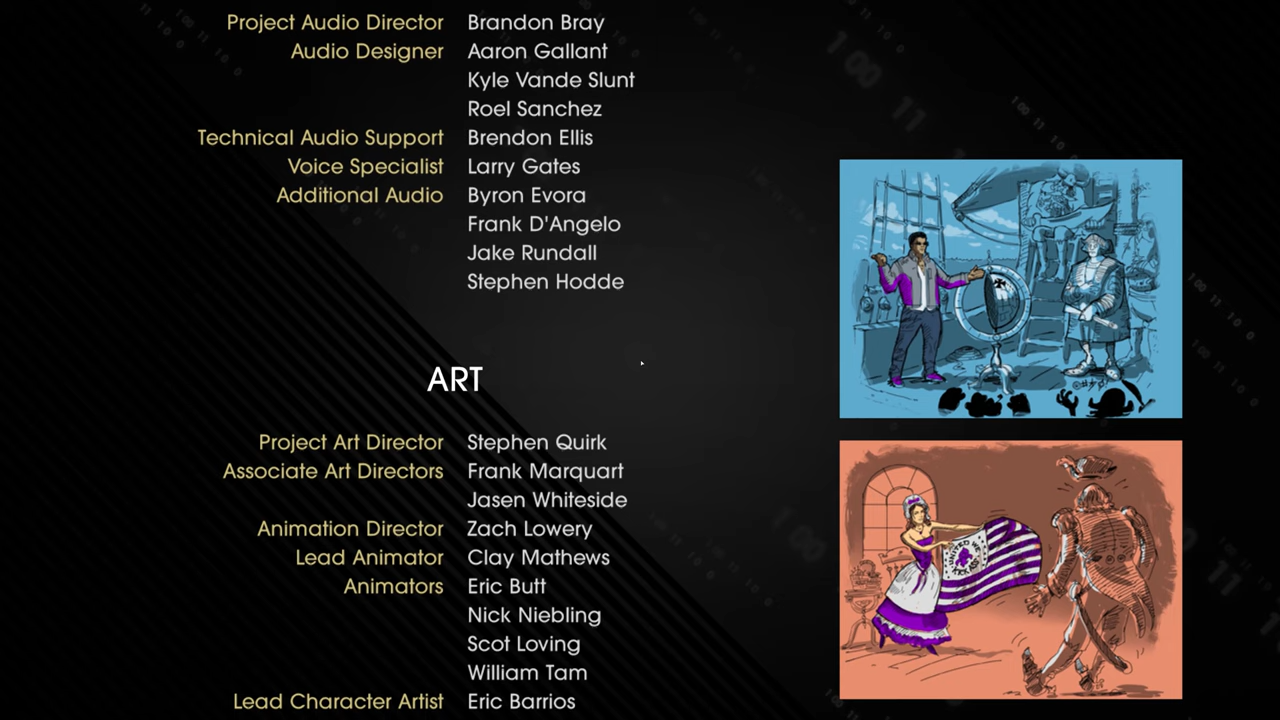 Project Audio Director Brandon Bray
Audio Designer Aaron Gallant
Kyle Vande Slunt
Roel Sanchez
Technical Audio Support Brendon Ellis
Voice Specialist Larry Gates
Additional Audio Byron Evora
Frank D'Angelo
Jake Rundall
Stephen Hodde
ART
Project Art Director Stephen Quirk
Associate Art Directors Frank Marquart
Jasen Whiteside
Animation Director Zach Lowery
Lead Animator Clay Mathews
Animators Eric Butt
Nick Niebling
Scot Loving
William Tam
Lead Character Artist Eric Barrios